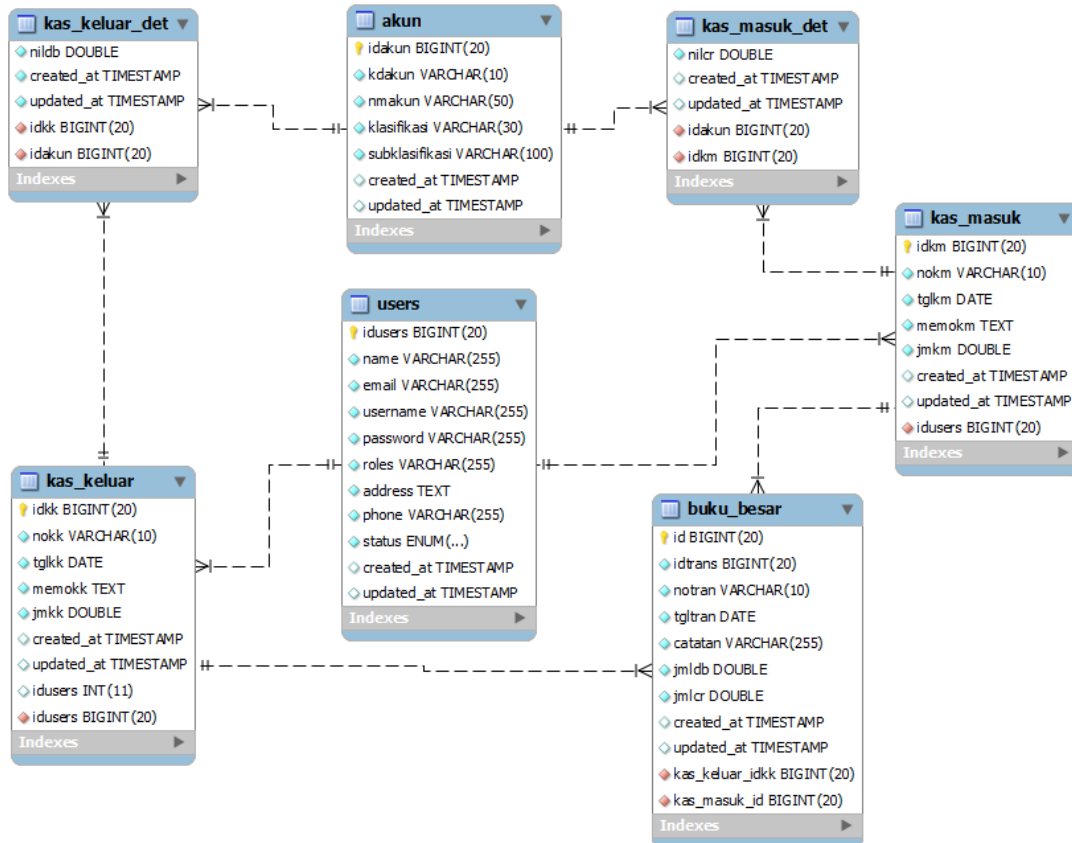 kas_keluar_det
nildb DOUBLE
created_at TIMESTAMP
updated_at TIMESTAMP
idkk BIGINT(20)
idakun BIGINT(20)
Indexes
akun
idakun BIGINT(20)
kdakun VARCHAR(10)
nmakun VARCHAR(50)
klasifikasi VARCHAR(30)
subklasifikasi VARCHAR(100)
created_at TIMESTAMP
updated_at TIMESTAMP
Indexes
kas_masuk_det
nilcr DOUBLE
created_at TIMESTAMP
updated_at TIMESTAMP
idakun BIGINT(20)
idkm BIGINT(20)
Indexes
kas_masuk
idkm BIGINT(20)
nokm VARCHAR(10)
tglkm DATE
memokm TEXT
jmkm DOUBLE
created_at TIMESTAMP
updated_at TIMESTAMP
idusers BIGINT(20)
Indexes
users
idusers BIGINT(20)
name VARCHAR(255)
email VARCHAR(255)
username VARCHAR(255)
password VARCHAR(255)
roles VARCHAR(255)
address TEXT
phone VARCHAR(255)
status ENUM(...)
created_at TIMESTAMP
updated_at TIMESTAMP
Indexes
kas_keluar
idkk BIGINT(20)
nokk VARCHAR(10)
tglkk DATE
memokk TEXT
jmkk DOUBLE
created_at TIMESTAMP
updated_at TIMESTAMP
idusers INT(11)
idusers BIGINT(20)
Indexes
buku_besar
id BIGINT(20)
idtrans BIGINT(20)
notran VARCHAR(10)
tgltran DATE
catatan VARCHAR(255)
jmldb DOUBLE
jmlcr DOUBLE
created_at TIMESTAMP
updated_at TIMESTAMP
kas_keluar_idkk BIGINT(20)
kas_masuk_id BIGINT(20)
Indexes